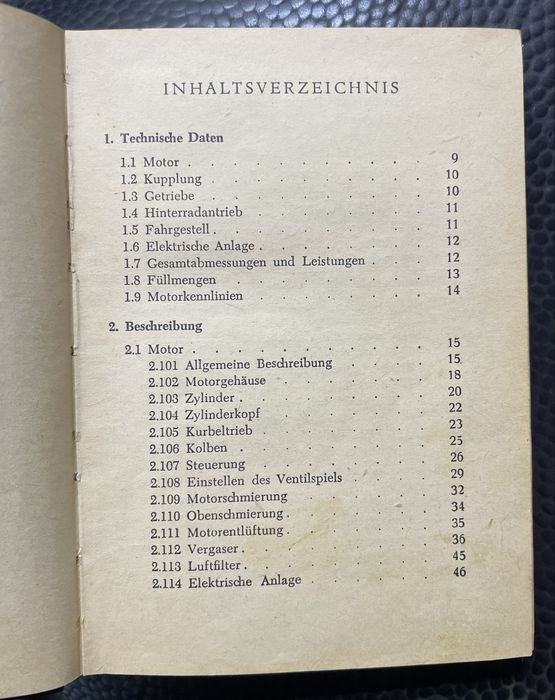 INHALTSVERZEICHNIS
1. Technische Daten
1.1 Motor . . . . . . . . . . 9
1.2 Kupplung . . . . . . . . . 10
1.3 Getriebe . . . . . . . . . 10
1.4 Hinterradantrieb . . . . . . . 11
1.5 Fahrgestell . . . . . . . . . 11
1.6 Elektrische Anlage . . . . . . . 12
1.7 Gesamtabmessungen und Leistungen . . . 12
1.8 Füllmengen . . . . . . . . 13
1.9 Motorkennlinien . . . . . . . 14
2. Beschreibung
2.1 Motor . . . . . . . . . . 15
2.101 Allgemeine Beschreibung . . . . 15
2.102 Motorgehäuse . . . . . . 18
2.103 Zylinder . . . . . . . . 20
2.104 Zylinderkopf . . . . . . . 22
2.105 Kurbeltrieb . . . . . . . 23
2.106 Kolben . . . . . . . . 25
2.107 Steuerung . . . . . . . 26
2.108 Einstellen des Ventilspiels . . . . 29
2.109 Motorschmierung . . . . . . 32
2.110 Obenschmierung . . . . . . 34
2.111 Motorentlüftung . . . . . . 35
2.112 Vergaser . . . . . . . . 36
2.113 Luftfilter . . . . . . . . 45
2.114 Elektrische Anlage . . . . . 46